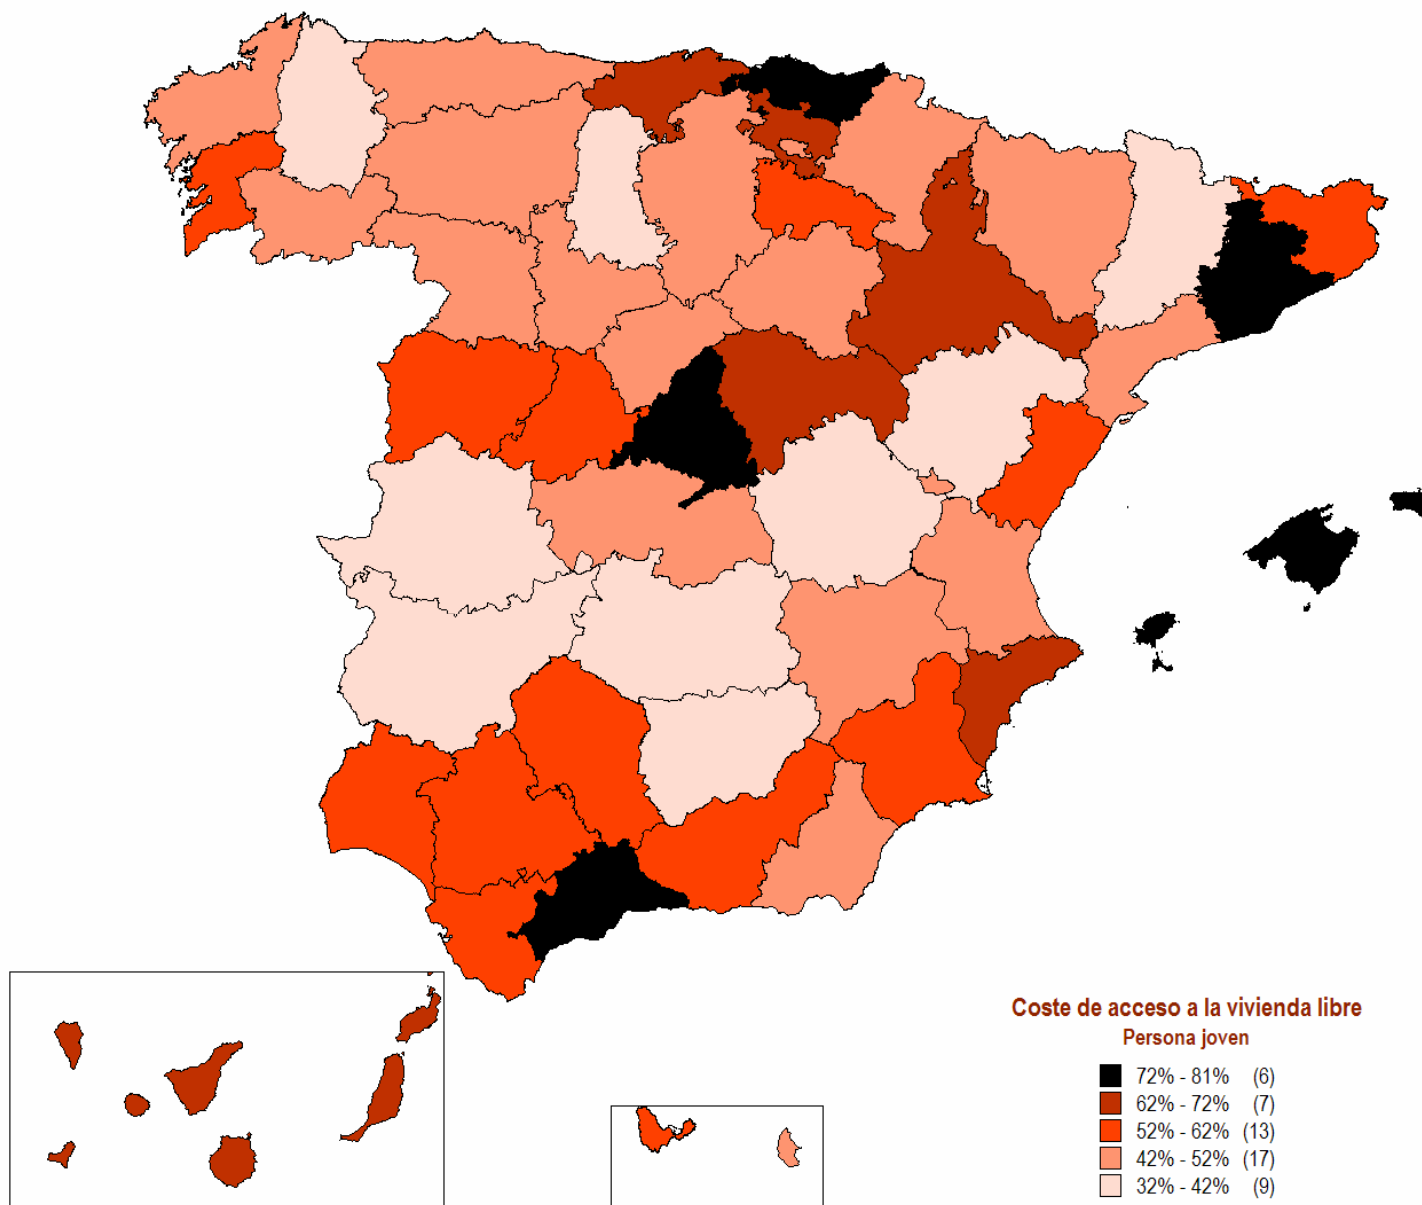 Coste de acceso a la vivienda libre
Persona joven
72% - 81% (6)
62% - 72% (7)
52% - 62% (13)
42% - 52% (17)
32% - 42% (9)